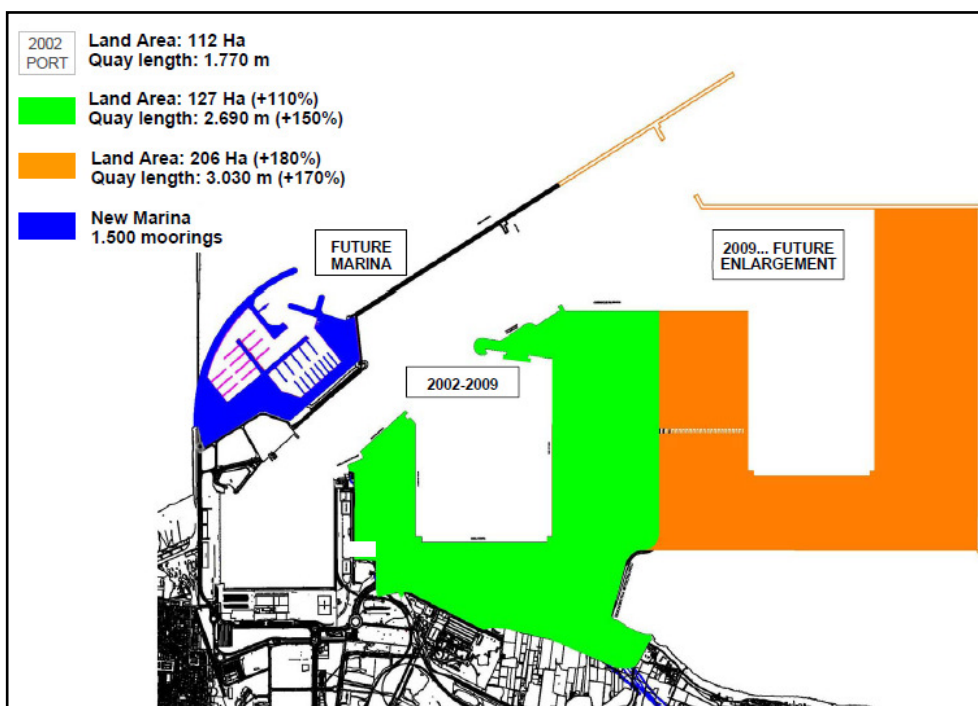 2002
PORT
Land Area: 112 Ha
Quay length: 1.770 m
Land Area: 127 Ha (+110%)
Quay length: 2.690 m (+150%)
Land Area: 206 Ha (+180%)
Quay length: 3.030 m (+170%)
New Marina
1.500 moorings
FUTURE
MARINA
2009... FUTURE
ENLARGEMENT
2002-2009